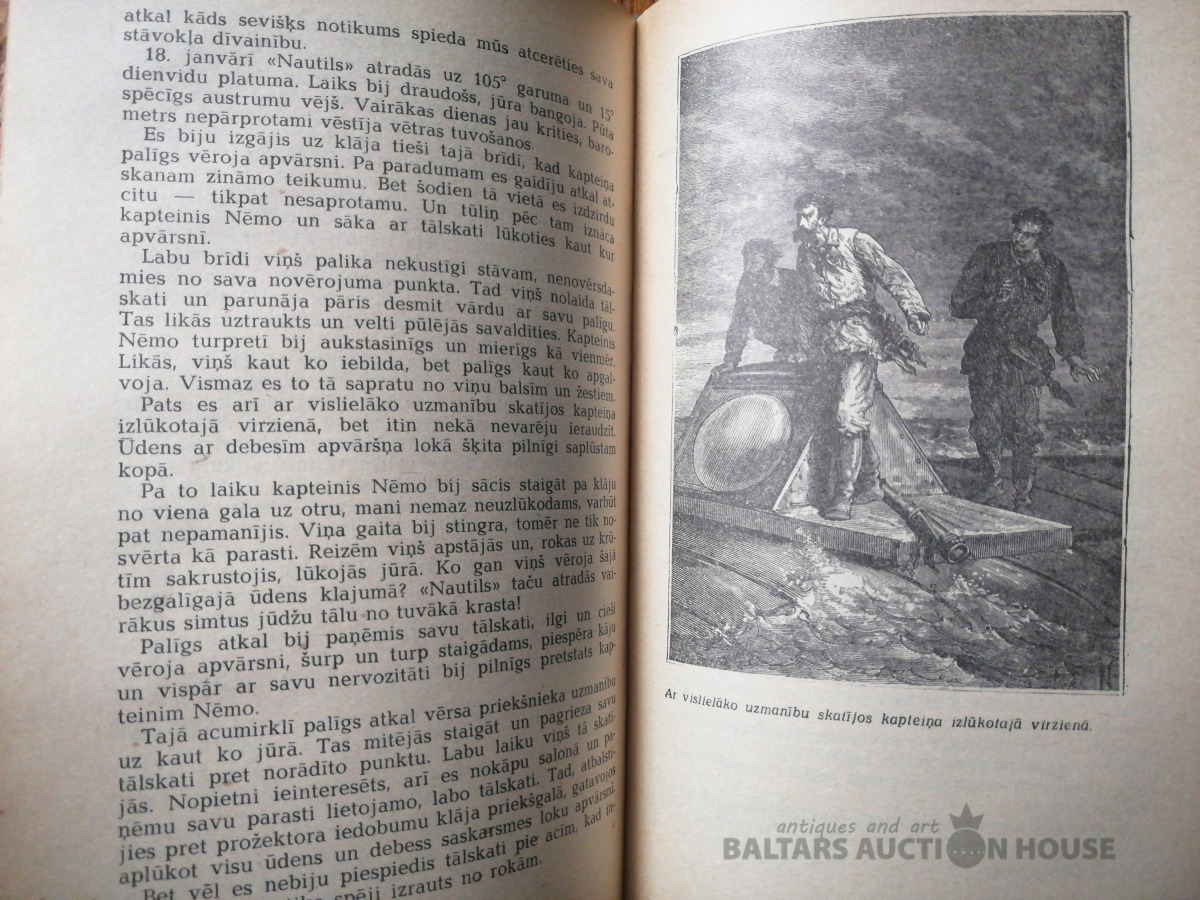 atkal kāds sevišķs notikums spieda mūs atcerēties sava
stāvokļa dīvainību.
18. janvārī «Nautils» atradās uz 105° garuma un 15°
dienvidu platuma. Laiks bij draudošs, jūra bangoja. Pūta
spēcīgs austrumu vējš. Vairākas dienas jau krities, baro-
metrs nepārprotami vēstīja vētras tuvošanos.
Es biju izgājis uz klāja tieši tajā brīdī, kad kapteiņa
palīgs vēroja apvārsni. Pa paradumam es gaidīju atkal at-
skanam zināmo teikumu. Bet šodien tā vietā es izdzirdu
citu — tikpat nesaprotamu. Un tūliņ pēc tam iznāca
kapteinis Nēmo un sāka ar tālskati lūkoties kaut kur
apvārsnī.
Labu brīdi viņš palika nekustīgi stāvam, nenovērsda-
mies no sava novērojuma punkta. Tad viņš nolaida tāl-
skati un parunāja pāris desmit vārdu ar savu palīgu.
Tas likās uztraukts un velti pūlējās savaldīties. Kapteinis
Nēmo turpretī bij aukstasinīgs un mierīgs kā vienmēr.
Likās, viņš kaut ko iebilda, bet palīgs kaut ko apgal-
voja. Vismaz es to tā sapratu no viņu balsīm un žestiem.
Pats es arī ar vislielāko uzmanību skatījos kapteiņa
izlūkotajā virzienā, bet itin nekā nevarēju ieraudzīt.
Ūdens ar debesīm apvāršņa lokā šķita pilnīgi saplūstam
kopā.
Pa to laiku kapteinis Nēmo bij sācis staigāt pa klāju
no viena gala uz otru, mani nemaz neuzlūkodams, varbūt
pat nepamanījis. Viņa gaita bij stingra, tomēr ne tik no-
svērta kā parasti. Reizēm viņš apstājās un, rokas uz krū-
tīm sakrustojis, lūkojās jūrā. Ko gan viņš vēroja šajā
bezgalīgajā ūdens klajumā? «Nautils» taču atradās vai-
rākus simtus jūdžu tālu no tuvākā krasta!
Palīgs atkal bij paņēmis savu tālskati, ilgi un cieši
vēroja apvārsni, šurp un turp staigādams, piespēra kāju
un vispār ar savu nervozitāti bij pilnīgs pretstats kap-
teinim Nēmo.
Tajā acumirklī palīgs atkal vērsa priekšnieka uzmanību
uz kaut ko jūrā. Tas mitējās staigāt un pagrieza savu
tālskati pret norādīto punktu. Labu laiku viņš tā skatī-
jās. Nopietni ieinteresēts, arī es nokāpu salonā un pa-
ņēmu savu parasti lietojamo, labo tālskati. Tad, atbalstī-
jies pret prožektora iedobumu klāja priekšgalā, gatavojos
aplūkot visu ūdens un debess saskarsmes loku apvārsnī.
Bet vēl es nebiju piespiedis tālskati pie acīm, kad in-
spēji izrauts no rokām.
Ar vislielāko uzmanību skatījos kapteiņa izlūkotajā virzienā.
antiques and art
BALTARS AUCTION HOUSE